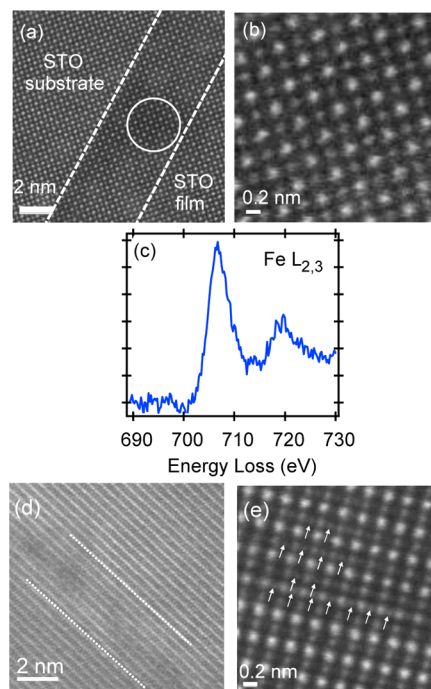 (a)
STO
substrate
STO
film
2 nm
(b)
0.2 nm
(c)
Fe L2,3
690 700 710 720 730
Energy Loss (eV)
(d)
2 nm
(e)
0.2 nm